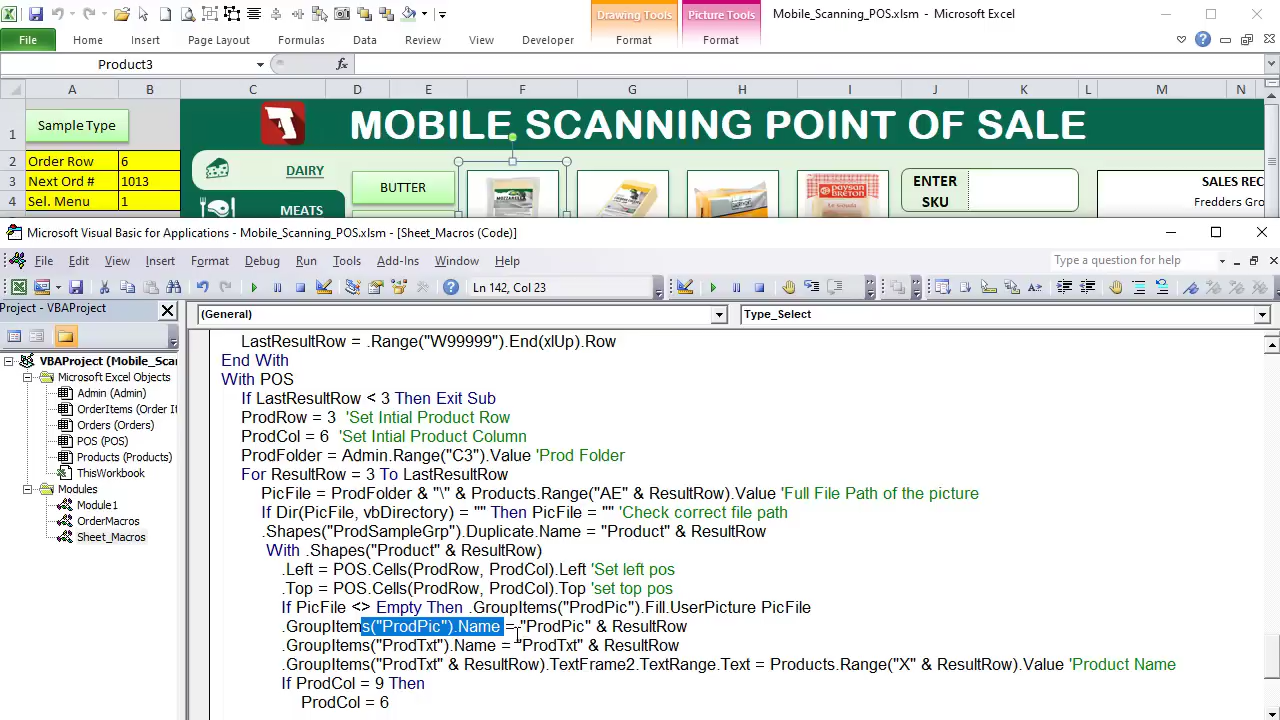 Drawing Tools
Picture Tools
Mobile_Scanning_POS.xlsm - Microsoft Excel
File
Home
Insert
Page Layout
Formulas
Data
Review
View
Developer
Format
Format
Product3
fx
A B C D E F G H I J K L M N
1
Sample Type
MOBILE SCANNING POINT OF SALE
2 Order Row 6
3 Next Ord # 1013
4 Sel. Menu 1
DAIRY
MEATS
BUTTER
MOZZARELLA
PAYSAN
BRETON
ENTER
SKU
SALES REC
Fredders Gro
Microsoft Visual Basic for Applications - Mobile_Scanning_POS.xlsm - [Sheet_Macros (Code)]
File Edit View Insert Format Debug Run Tools Add-Ins Window Help
Type a question for help
Ln 142, Col 23
Project - VBAProject
(General)
Type_Select
VBAProject (Mobile_Scar
Microsoft Excel Objects
Admin (Admin)
OrderItems (Order It
Orders (Orders)
POS (POS)
Products (Products)
ThisWorkbook
Modules
Module1
OrderMacros
Sheet_Macros
LastResultRow = .Range("W99999").End(xlUp).Row
End With
With POS
If LastResultRow < 3 Then Exit Sub
ProdRow = 3 'Set Intial Product Row
ProdCol = 6 'Set Intial Product Column
ProdFolder = Admin.Range("C3").Value 'Prod Folder
For ResultRow = 3 To LastResultRow
PicFile = ProdFolder & "\" & Products.Range("AE" & ResultRow).Value 'Full File Path of the picture
If Dir(PicFile, vbDirectory) = "" Then PicFile = "" 'Check correct file path
.Shapes("ProdSampleGrp").Duplicate.Name = "Product" & ResultRow
With .Shapes("Product" & ResultRow)
.Left = POS.Cells(ProdRow, ProdCol).Left 'Set left pos
.Top = POS.Cells(ProdRow, ProdCol).Top 'set top pos
If PicFile <> Empty Then .GroupItems("ProdPic").Fill.UserPicture PicFile
.GroupItems("ProdPic").Name = "ProdPic" & ResultRow
.GroupItems("ProdTxt").Name = "ProdTxt" & ResultRow
.GroupItems("ProdTxt" & ResultRow).TextFrame2.TextRange.Text = Products.Range("X" & ResultRow).Value 'Product Name
If ProdCol = 9 Then
ProdCol = 6